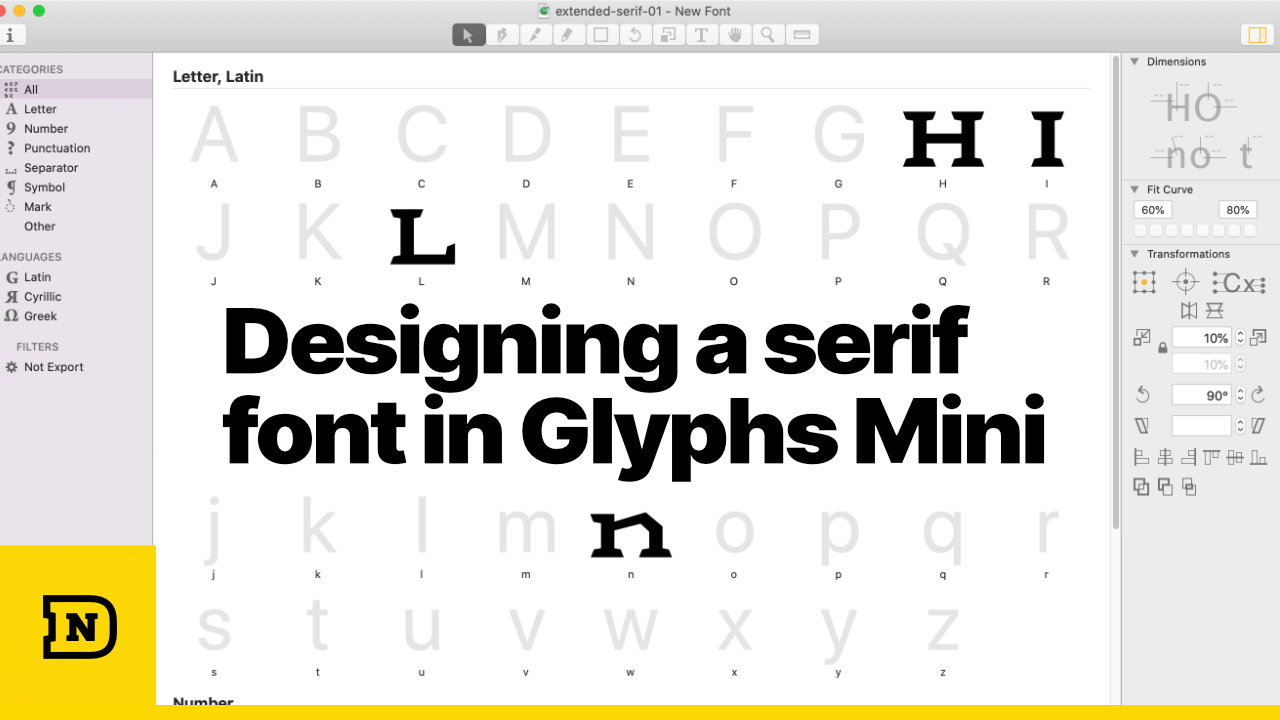 extended-serif-01 - New Font
CATEGORIES
All
Letter
Number
Punctuation
Separator
Symbol
Mark
Other
LANGUAGES
Latin
Cyrillic
Greek
FILTERS
Not Export
Letter, Latin
A B C D E F G H I
A B C D E F G H I
J K L M N O P Q R
J K L M N O P Q R
Designing a serif
font in Glyphs Mini
j k l m n o p q r
j k l m n o p q r
s t u v w x y z
s t u v w x y z
Number
Dimensions
HO
no t
Fit Curve
60% 80%
Transformations
Cx
10%
10%
90°
DN